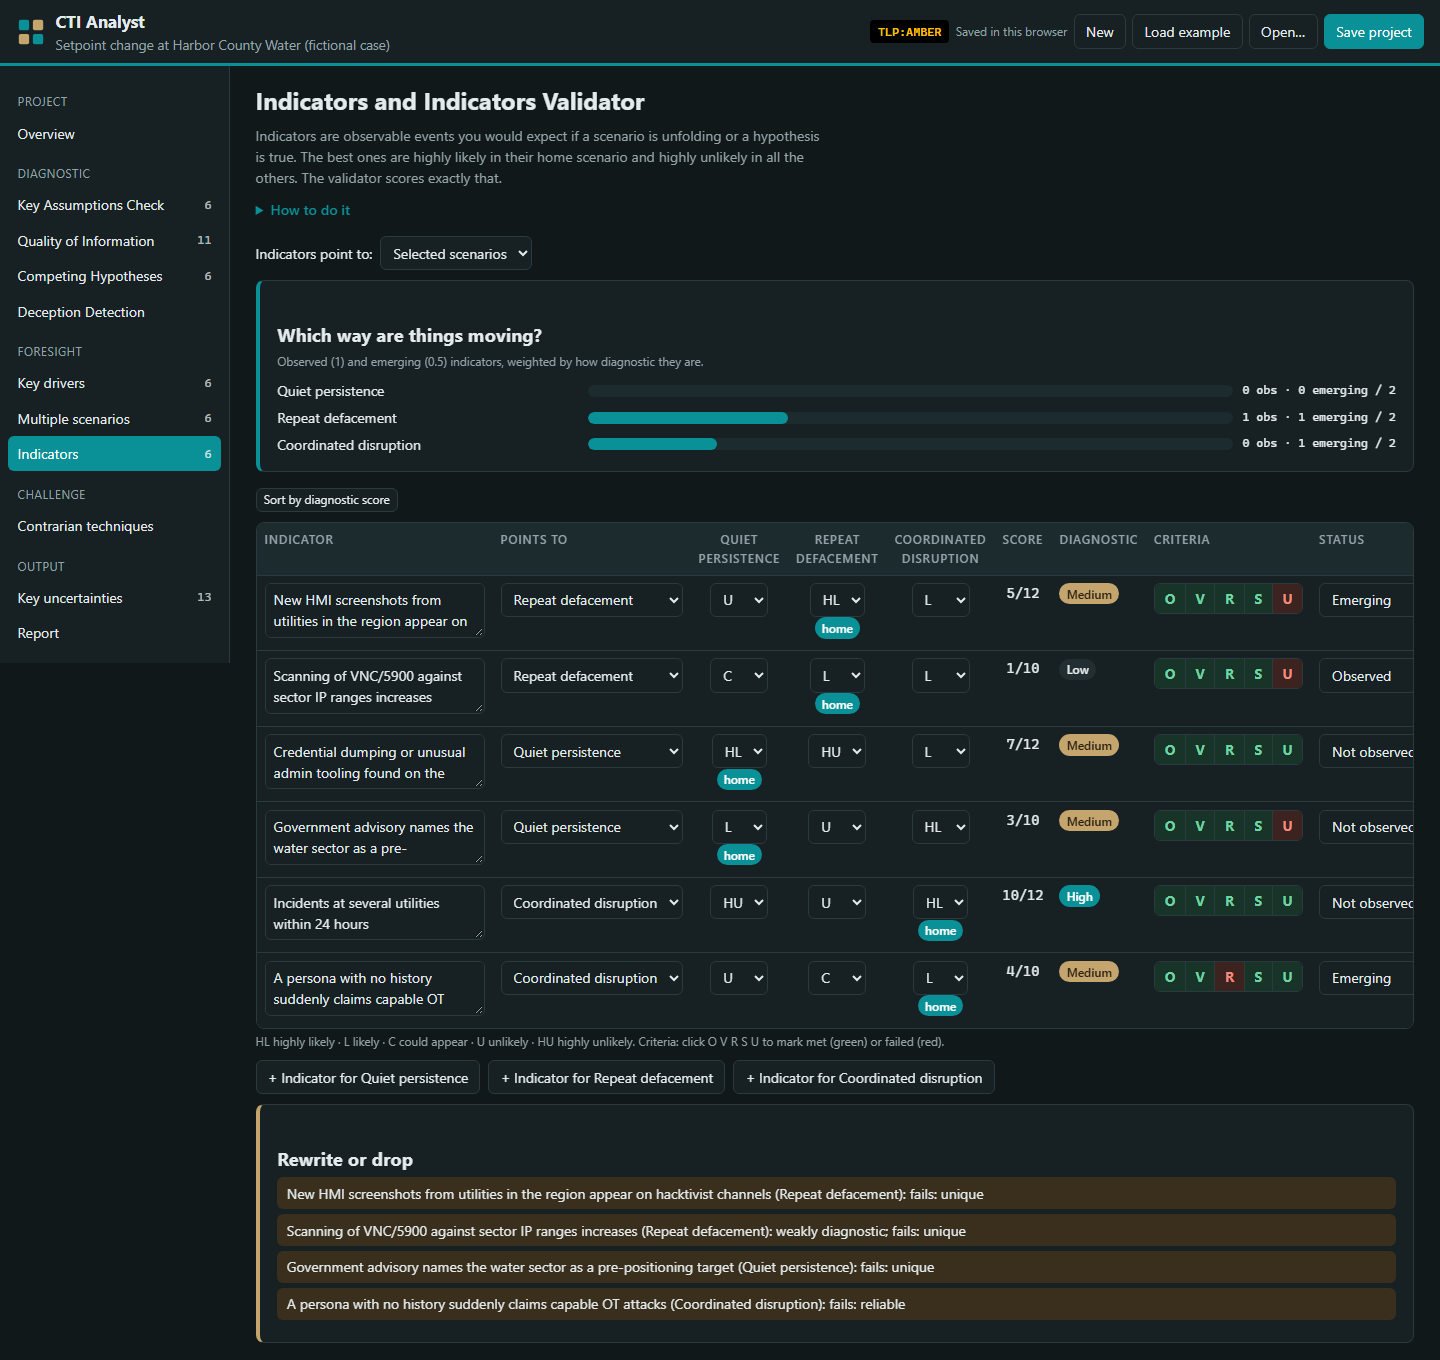 CTI Analyst
Setpoint change at Harbor County Water (fictional case)
TLP:AMBER
Saved in this browser
New
Load example
Open...
Save project
PROJECT
Overview
DIAGNOSTIC
Key Assumptions Check 6
Quality of Information 11
Competing Hypotheses 6
Deception Detection
FORESIGHT
Key drivers 6
Multiple scenarios 6
Indicators 6
CHALLENGE
Contrarian techniques
OUTPUT
Key uncertainties 13
Report
Indicators and Indicators Validator
Indicators are observable events you would expect if a scenario is unfolding or a hypothesis
is true. The best ones are highly likely in their home scenario and highly unlikely in all the
others. The validator scores exactly that.
How to do it
Indicators point to: Selected scenarios
Which way are things moving?
Observed (1) and emerging (0.5) indicators, weighted by how diagnostic they are.
Quiet persistence 0 obs · 0 emerging / 2
Repeat defacement 1 obs · 1 emerging / 2
Coordinated disruption 0 obs · 1 emerging / 2
Sort by diagnostic score
INDICATOR POINTS TO QUIET PERSISTENCE REPEAT DEFACEMENT COORDINATED DISRUPTION SCORE DIAGNOSTIC CRITERIA STATUS
New HMI screenshots from
utilities in the region appear on
Repeat defacement U HL home L 5/12 Medium O V R S U Emerging
Scanning of VNC/5900 against
sector IP ranges increases
Repeat defacement C L home L 1/10 Low O V R S U Observed
Credential dumping or unusual
admin tooling found on the
Quiet persistence HL home HU L 7/12 Medium O V R S U Not observed
Government advisory names the
water sector as a pre-
Quiet persistence L home U HL 3/10 Medium O V R S U Not observed
Incidents at several utilities
within 24 hours
Coordinated disruption HU U HL home 10/12 High O V R S U Not observed
A persona with no history
suddenly claims capable OT
Coordinated disruption U C L home 4/10 Medium O V R S U Emerging
HL highly likely · L likely · C could appear · U unlikely · HU highly unlikely. Criteria: click O V R S U to mark met (green) or failed (red).
+ Indicator for Quiet persistence
+ Indicator for Repeat defacement
+ Indicator for Coordinated disruption
Rewrite or drop
New HMI screenshots from utilities in the region appear on hacktivist channels (Repeat defacement): fails: unique
Scanning of VNC/5900 against sector IP ranges increases (Repeat defacement): weakly diagnostic; fails: unique
Government advisory names the water sector as a pre-positioning target (Quiet persistence): fails: unique
A persona with no history suddenly claims capable OT attacks (Coordinated disruption): fails: reliable